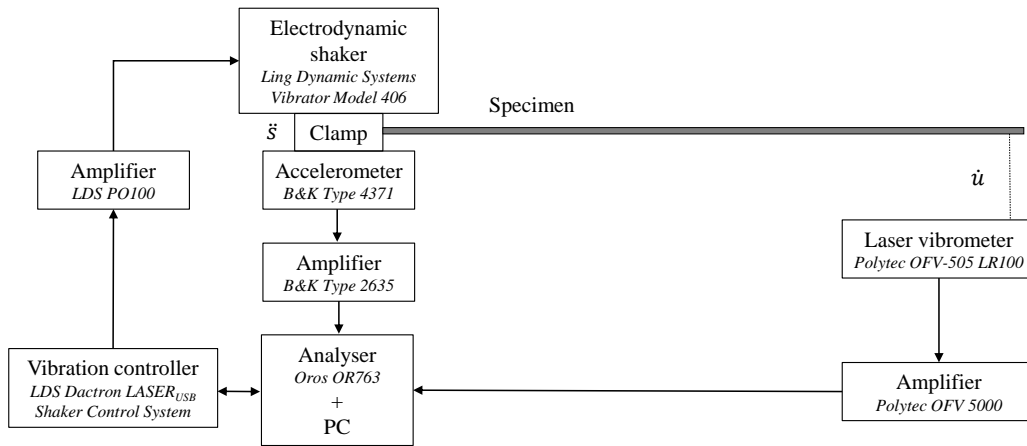 Electrodynamic
shaker
Ling Dynamic Systems
Vibrator Model 406
Specimen
s̈
Clamp
Amplifier
LDS PO100
Accelerometer
B&K Type 4371
u̇
Laser vibrometer
Polytec OFV-505 LR100
Amplifier
B&K Type 2635
Vibration controller
LDS Dactron LASER_USB
Shaker Control System
Analyser
Oros OR763
+
PC
Amplifier
Polytec OFV 5000